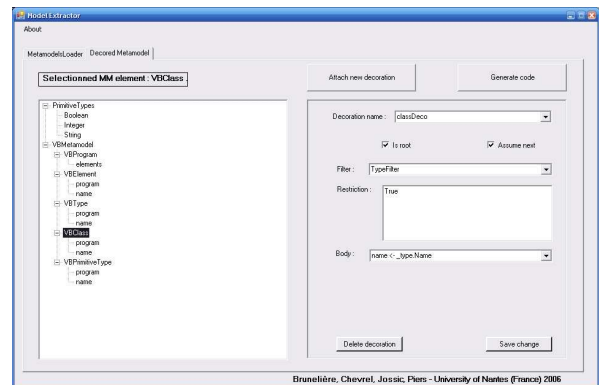 Model Extractor
About
MetamodelsLoader Decored Metamodel
Selectionned MM element : VBClass
Attach new decoration
Generate code
PrimitiveTypes
Boolean
Integer
String
VBMetamodel
VBProgram
elements
VBElement
program
name
VBType
program
name
VBClass
program
name
VBPrimitiveType
program
name
Decoration name : classDeco
Is root Assume next
Filter : TypeFilter
Restriction : True
Body : name <- _type.Name
Delete decoration Save change
Brunelière, Chevrel, Jossic, Piers - University of Nantes (France) 2006